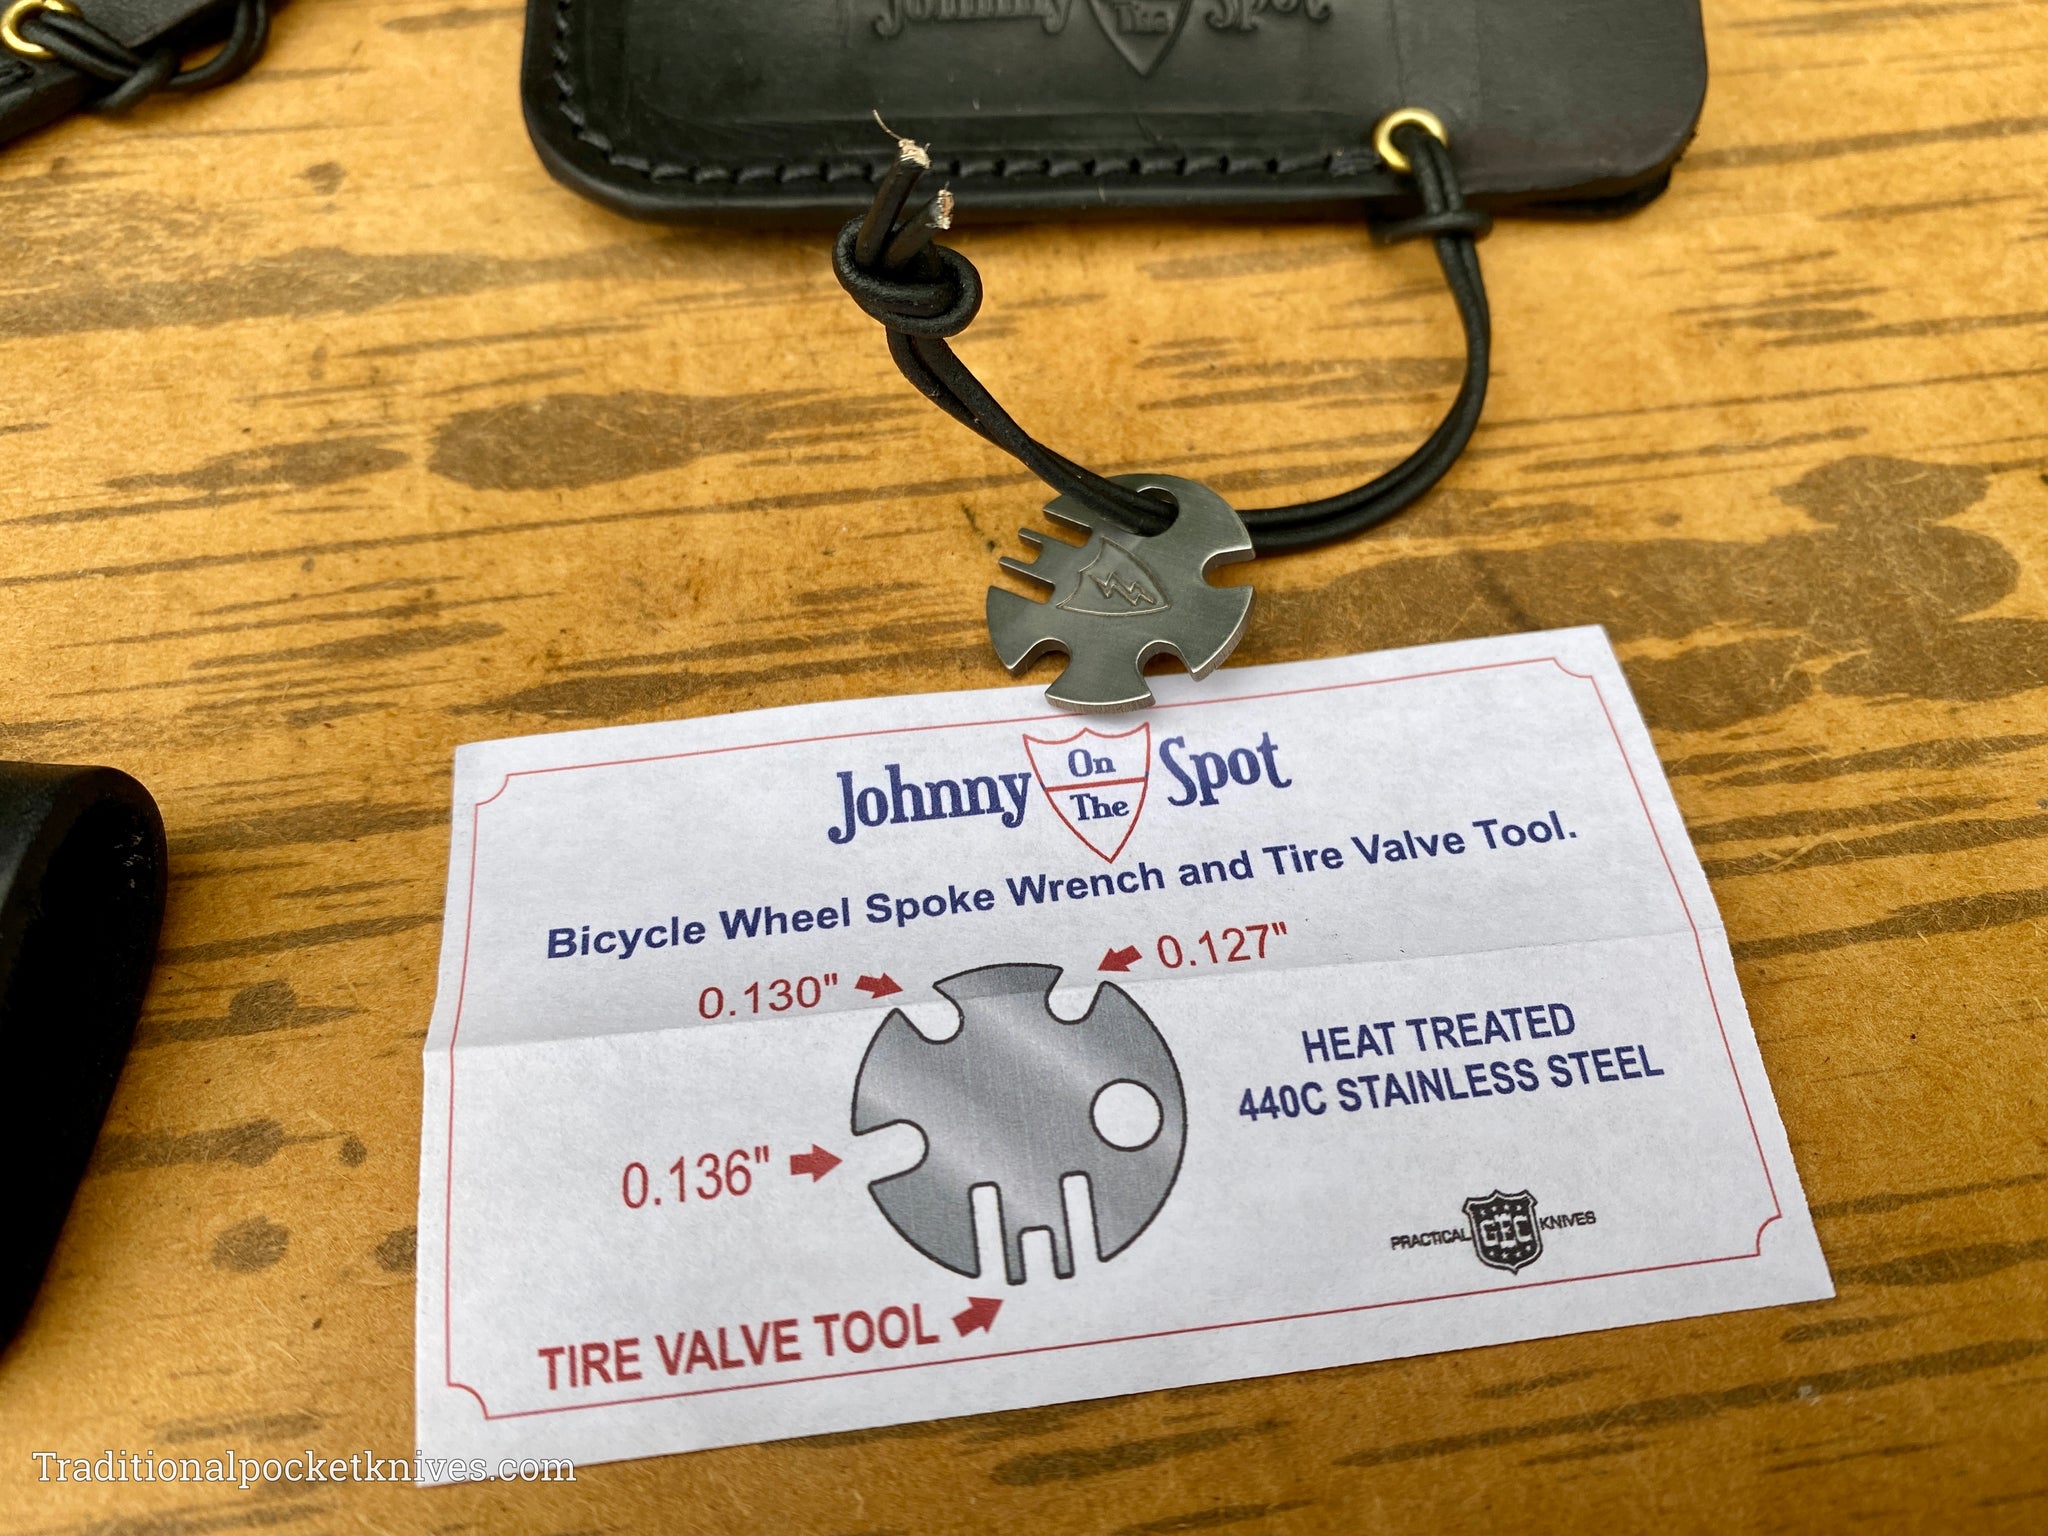 Johnny The Spot
Johnny On The Spot
Bicycle Wheel Spoke Wrench and Tire Valve Tool.
0.130"
0.127"
HEAT TREATED
440C STAINLESS STEEL
0.136"
PRACTICAL GEC KNIVES
TIRE VALVE TOOL
Traditionalpocketknives.com